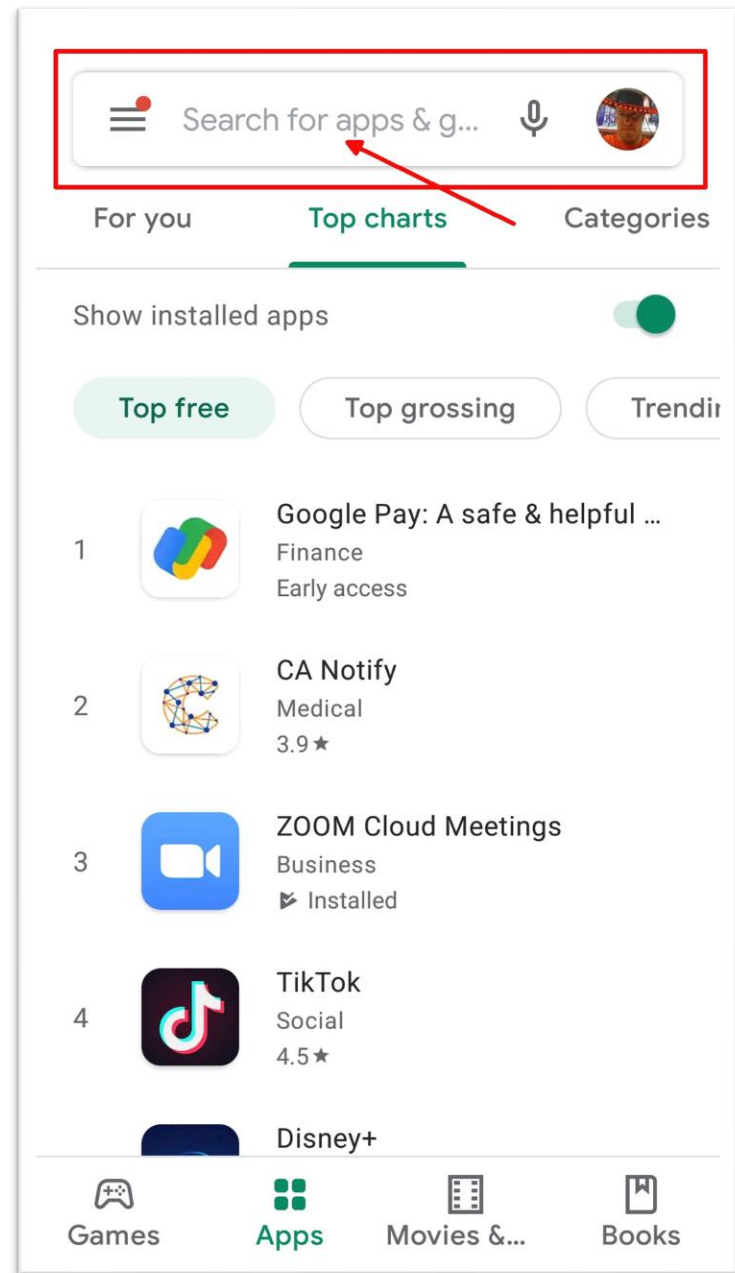 Search for apps & g...
For you Top charts Categories
Show installed apps
Top free Top grossing Trendin
1 Google Pay: A safe & helpful ...
Finance
Early access
2 CA Notify
Medical
3.9 ★
3 ZOOM Cloud Meetings
Business
Installed
4 TikTok
Social
4.5 ★
Disney+
Games Apps Movies &... Books